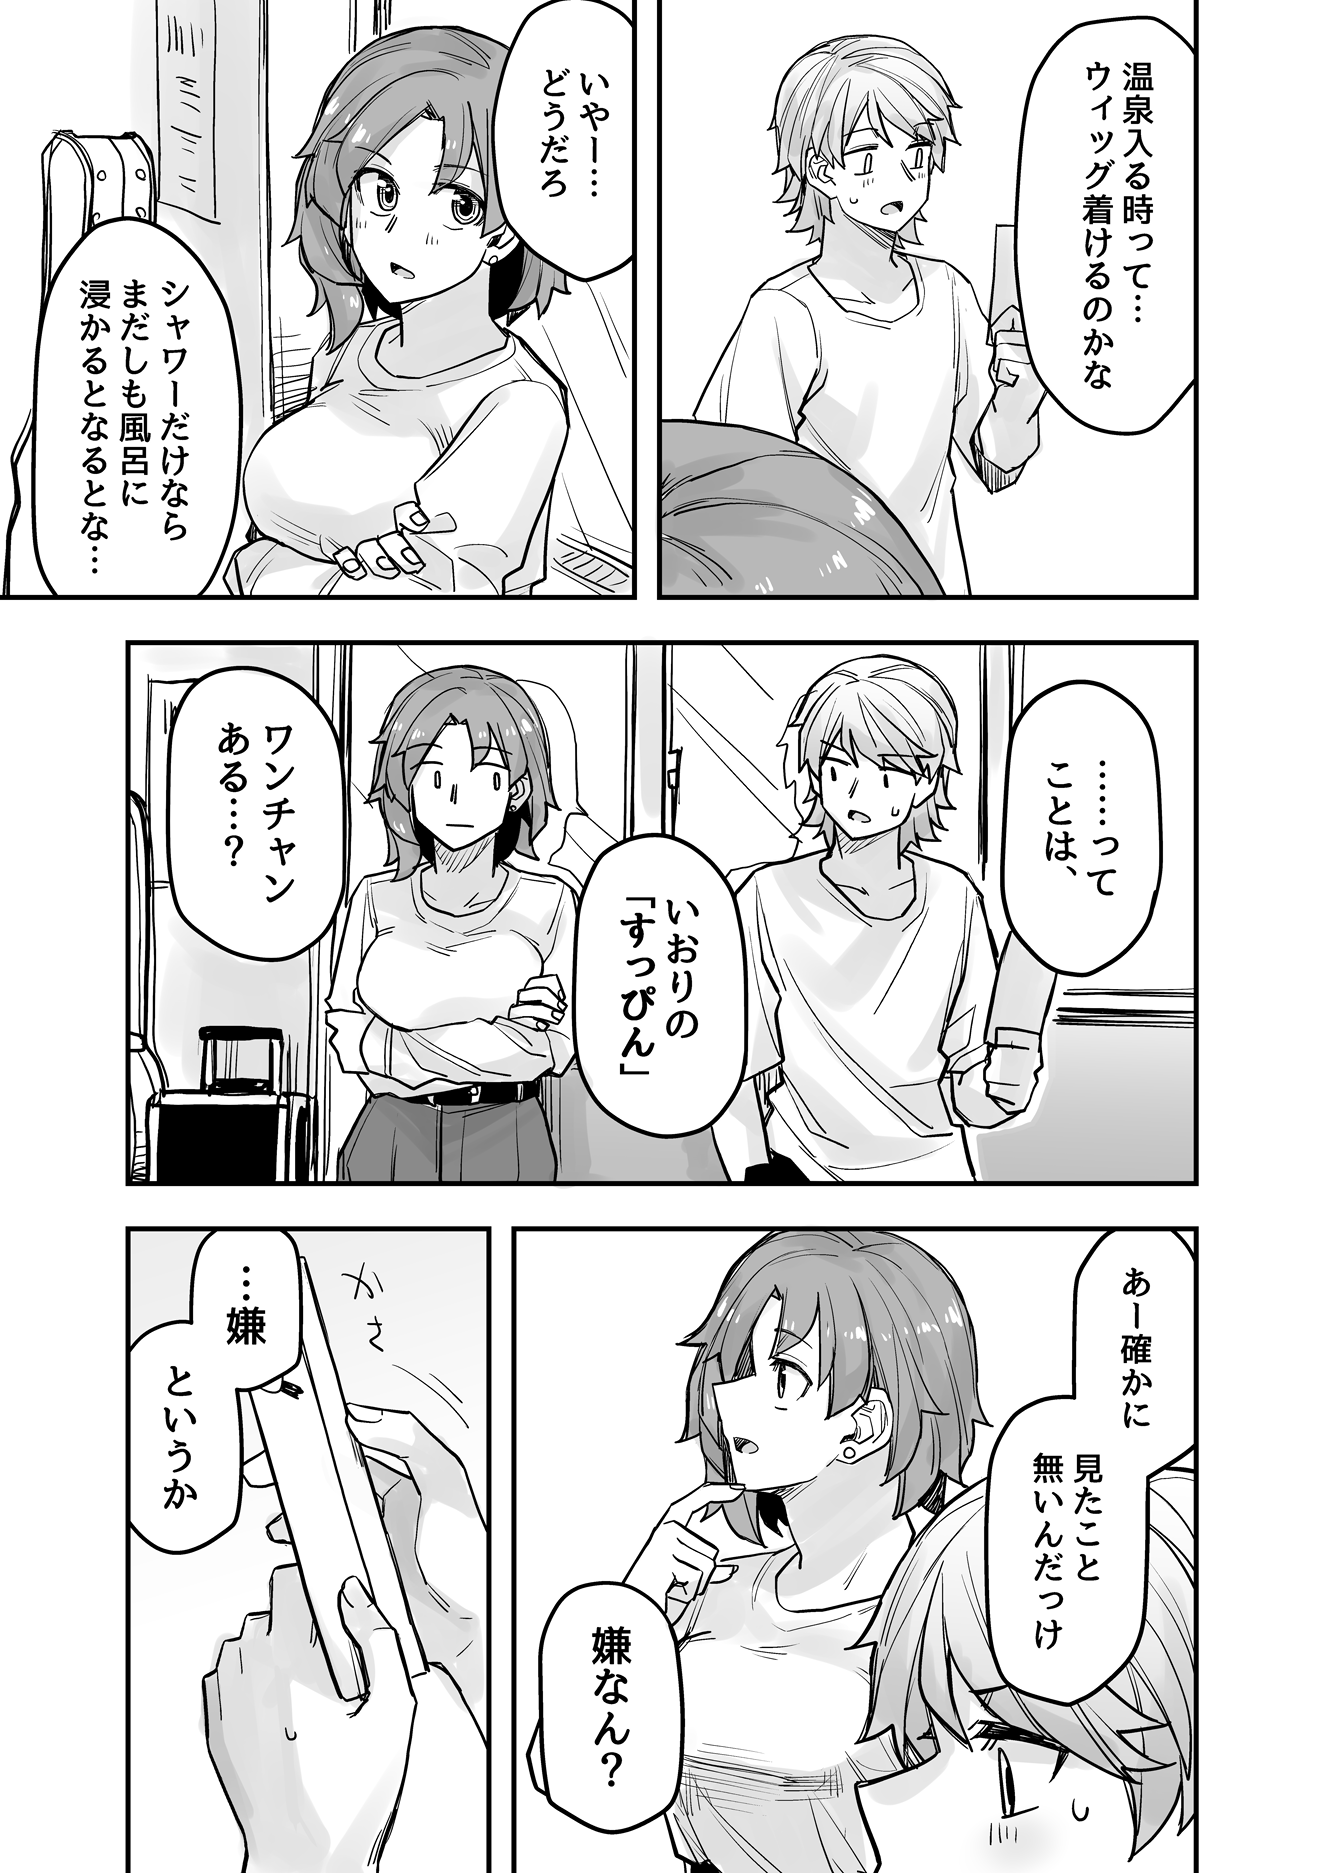 温泉入る時って…
ウィッグ着けるのかな
いやー…
どうだろ
シャワーだけなら
まだしも風呂に
浸かるとなるとな…
……って
ことは、
いおりの
「すっぴん」
ワンチャン
ある…？
あー確かに
見たこと
無いんだっけ
嫌なん？
かさ
…嫌
というか